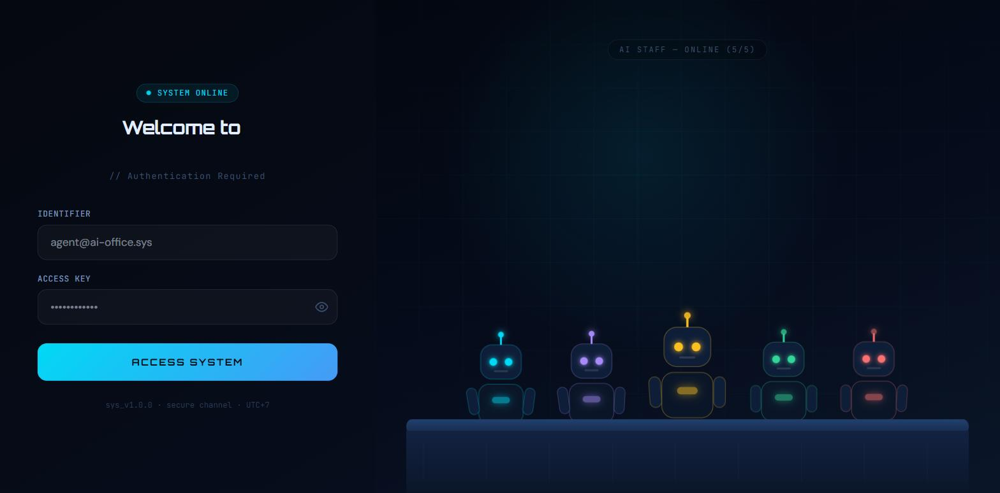 SYSTEM ONLINE
Welcome to
// Authentication Required
IDENTIFIER
agent@ai-office.sys
ACCESS KEY
••••••••••••
ACCESS SYSTEM
sys_v1.0.0 · secure channel · UTC+7
AI STAFF — ONLINE (5/5)